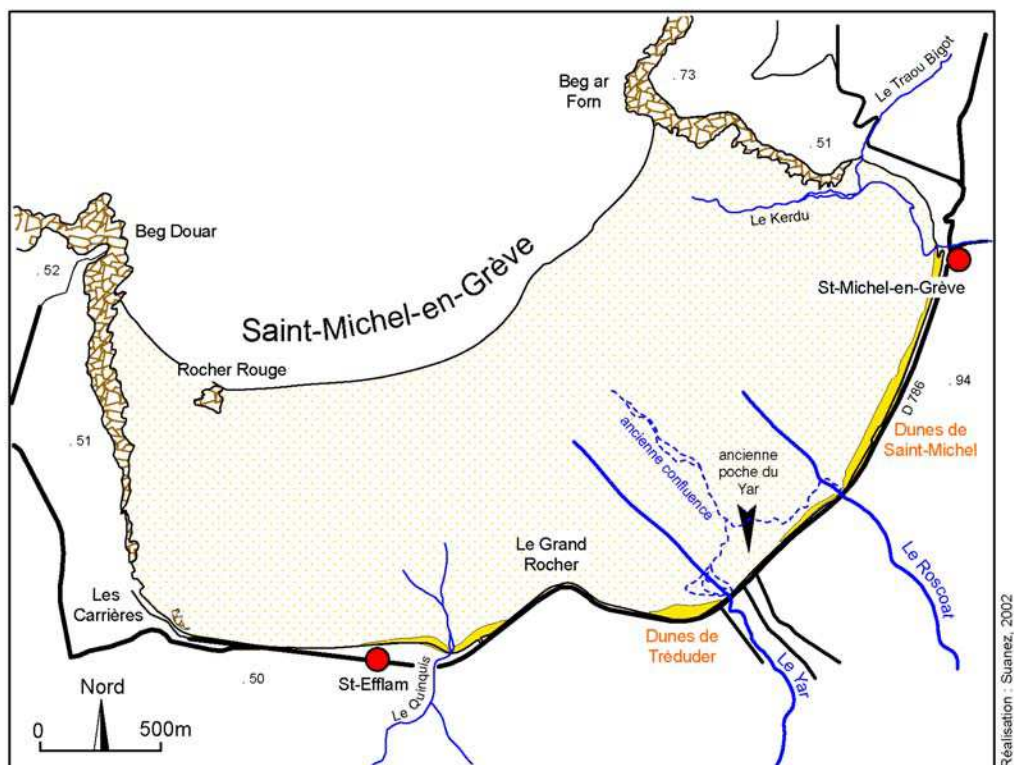 Beg ar
Forn
. 73
Le Traou Bigot
. 51
Beg Douar
Le Kerdu
. 52
Saint-Michel-en-Grève
St-Michel-en-Grève
Rocher Rouge
. 94
D 786
. 51
Dunes de
Saint-Michel
ancienne
poche du
Yar
ancienne confluence
Le Grand
Rocher
Le Roscoat
Les
Carrières
Dunes de
Tréduder
Le Yar
. 50
St-Efflam
Le Quinquis
Nord
0 500m
Réalisation : Suanez, 2002